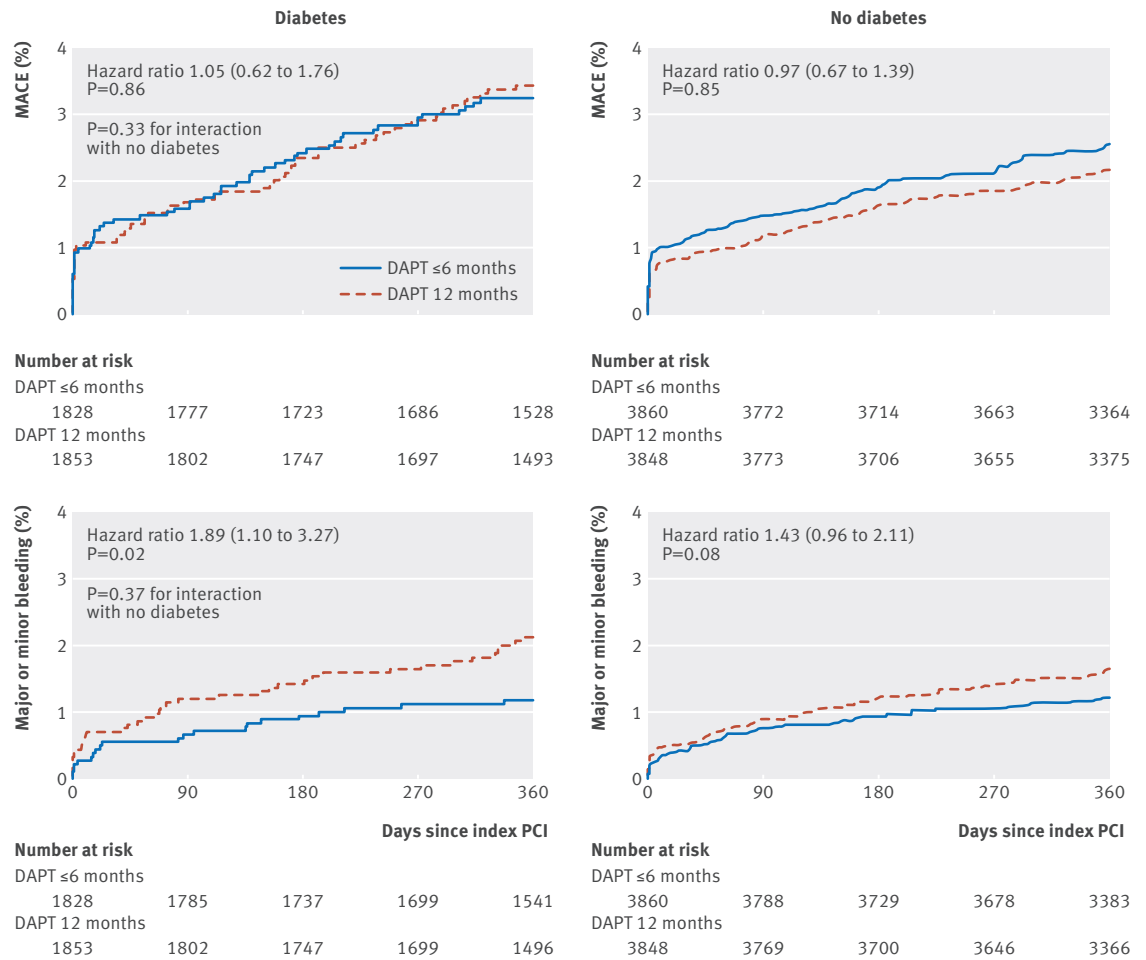 Diabetes
MACE (%)
4
3
2
1
0
Hazard ratio 1.05 (0.62 to 1.76)
P=0.86
P=0.33 for interaction
with no diabetes
DAPT ≤6 months
DAPT 12 months
Number at risk
DAPT ≤6 months
1828 1777 1723 1686 1528
DAPT 12 months
1853 1802 1747 1697 1493
No diabetes
MACE (%)
4
3
2
1
0
Hazard ratio 0.97 (0.67 to 1.39)
P=0.85
Number at risk
DAPT ≤6 months
3860 3772 3714 3663 3364
DAPT 12 months
3848 3773 3706 3655 3375
Major or minor bleeding (%)
4
3
2
1
0
Hazard ratio 1.89 (1.10 to 3.27)
P=0.02
P=0.37 for interaction
with no diabetes
0 90 180 270 360
Days since index PCI
Number at risk
DAPT ≤6 months
1828 1785 1737 1699 1541
DAPT 12 months
1853 1802 1747 1699 1496
Major or minor bleeding (%)
4
3
2
1
0
Hazard ratio 1.43 (0.96 to 2.11)
P=0.08
0 90 180 270 360
Days since index PCI
Number at risk
DAPT ≤6 months
3860 3788 3729 3678 3383
DAPT 12 months
3848 3769 3700 3646 3366